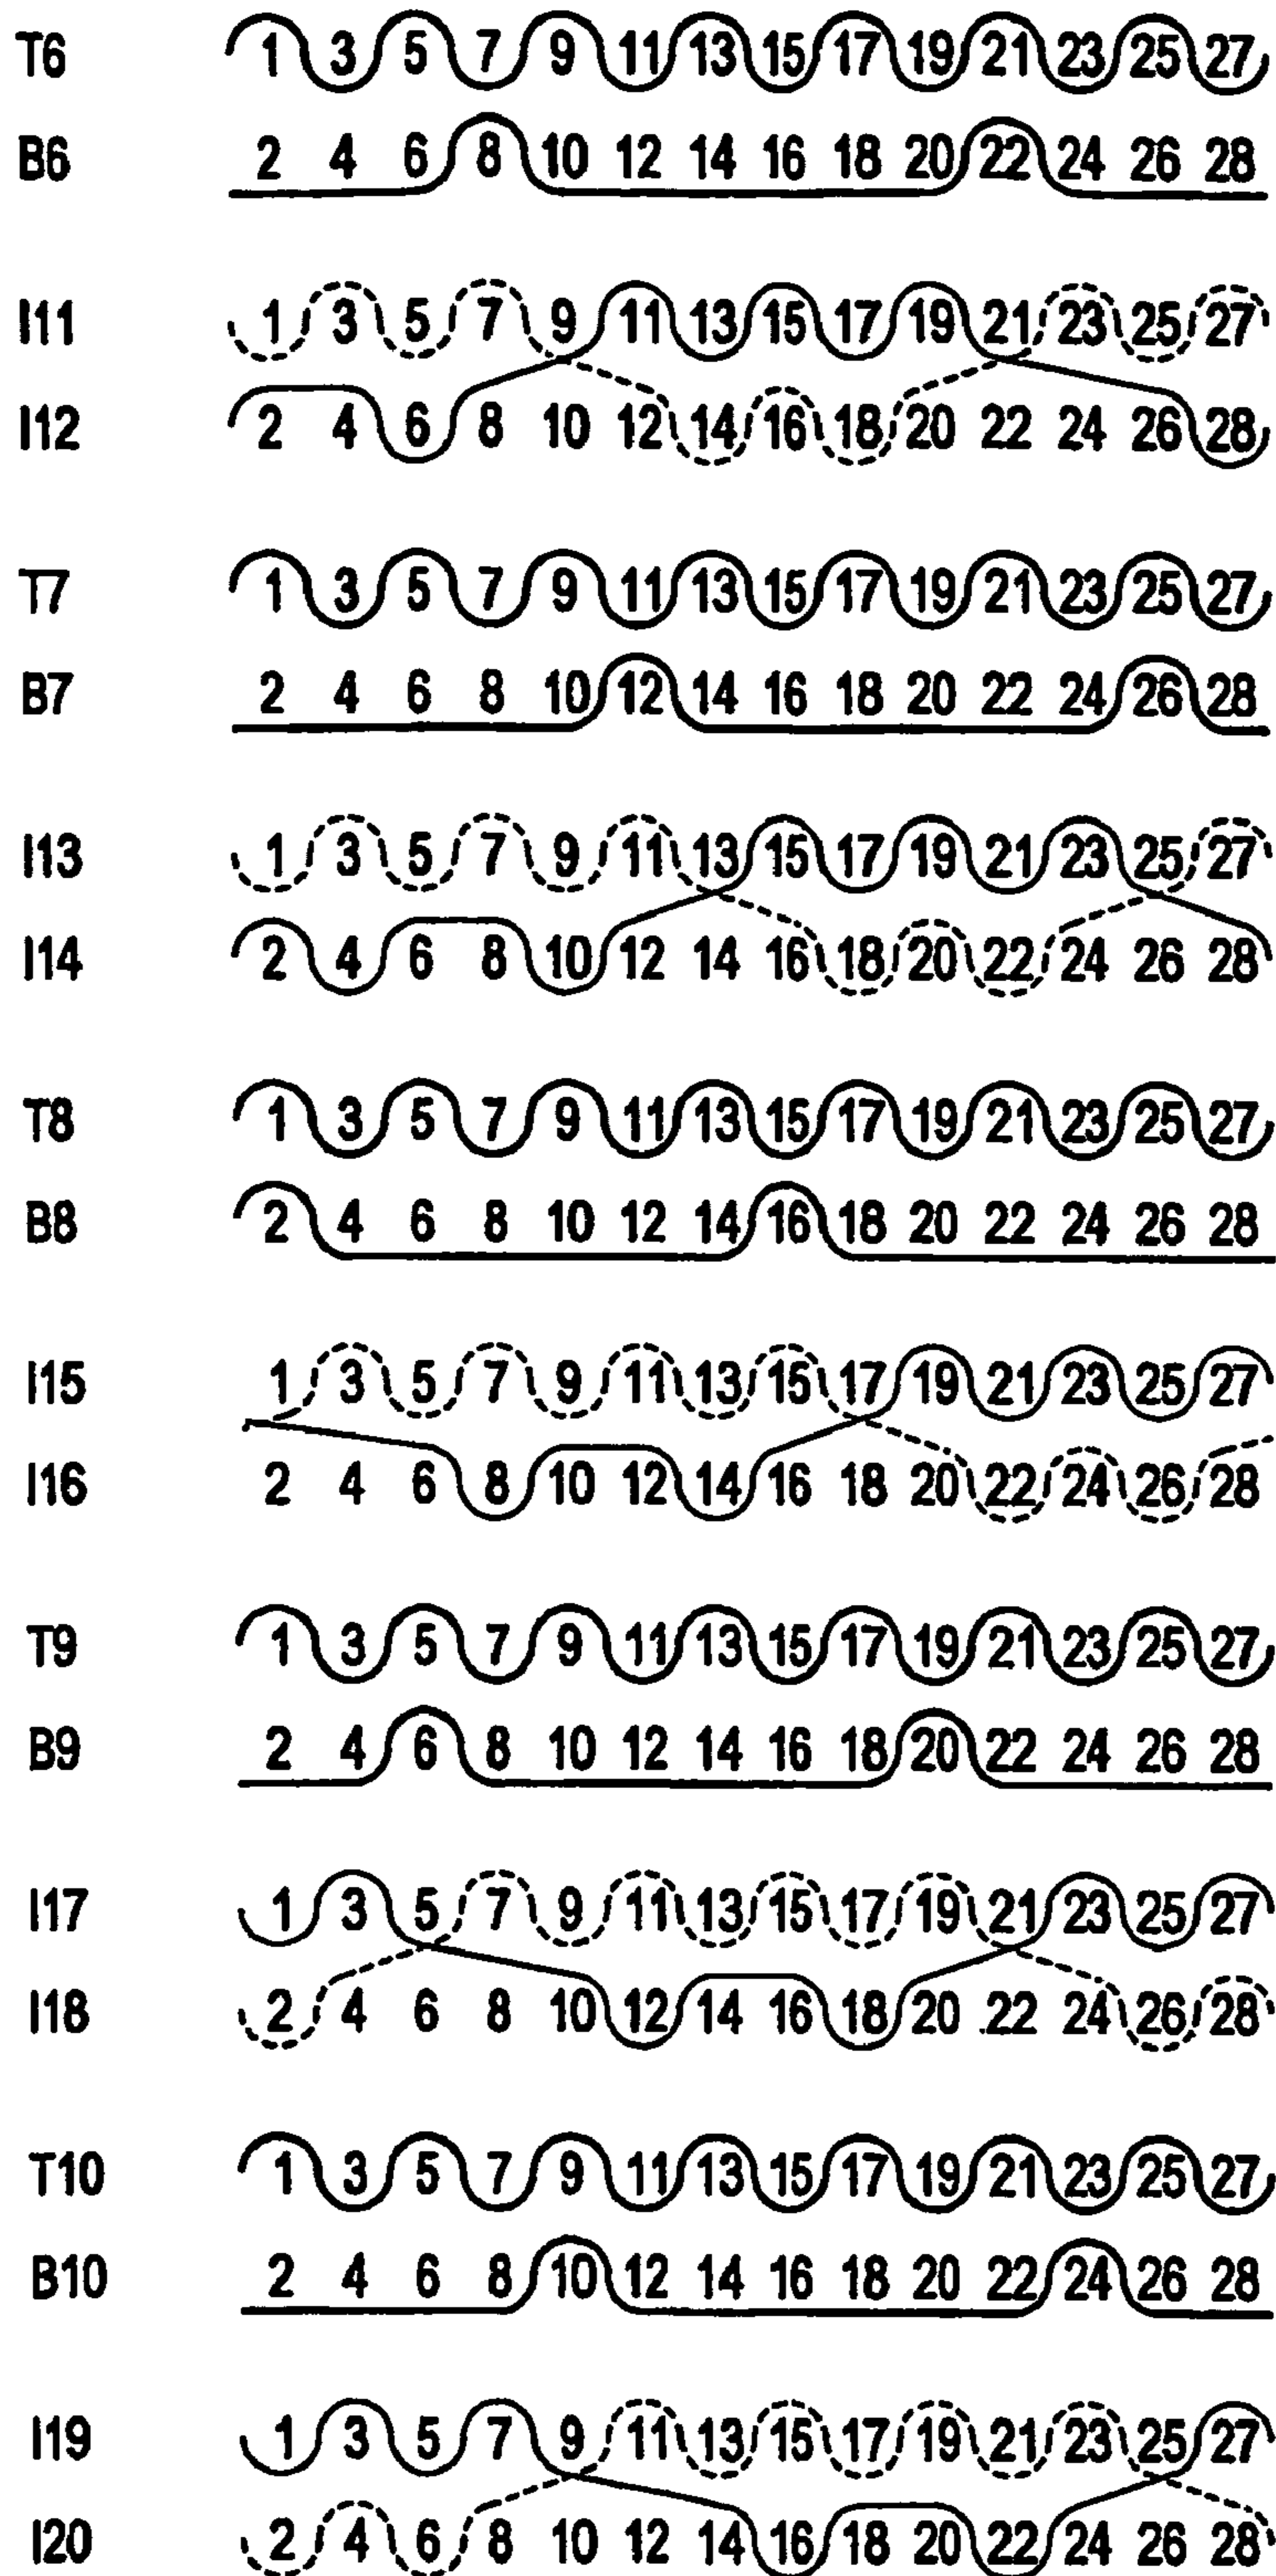 T6 1 3 5 7 9 11 13 15 17 19 21 23 25 27
B6 2 4 6 8 10 12 14 16 18 20 22 24 26 28
I11 1 3 5 7 9 11 13 15 17 19 21 23 25 27
I12 2 4 6 8 10 12 14 16 18 20 22 24 26 28
T7 1 3 5 7 9 11 13 15 17 19 21 23 25 27
B7 2 4 6 8 10 12 14 16 18 20 22 24 26 28
I13 1 3 5 7 9 11 13 15 17 19 21 23 25 27
I14 2 4 6 8 10 12 14 16 18 20 22 24 26 28
T8 1 3 5 7 9 11 13 15 17 19 21 23 25 27
B8 2 4 6 8 10 12 14 16 18 20 22 24 26 28
I15 1 3 5 7 9 11 13 15 17 19 21 23 25 27
I16 2 4 6 8 10 12 14 16 18 20 22 24 26 28
T9 1 3 5 7 9 11 13 15 17 19 21 23 25 27
B9 2 4 6 8 10 12 14 16 18 20 22 24 26 28
I17 1 3 5 7 9 11 13 15 17 19 21 23 25 27
I18 2 4 6 8 10 12 14 16 18 20 22 24 26 28
T10 1 3 5 7 9 11 13 15 17 19 21 23 25 27
B10 2 4 6 8 10 12 14 16 18 20 22 24 26 28
I19 1 3 5 7 9 11 13 15 17 19 21 23 25 27
I20 2 4 6 8 10 12 14 16 18 20 22 24 26 28